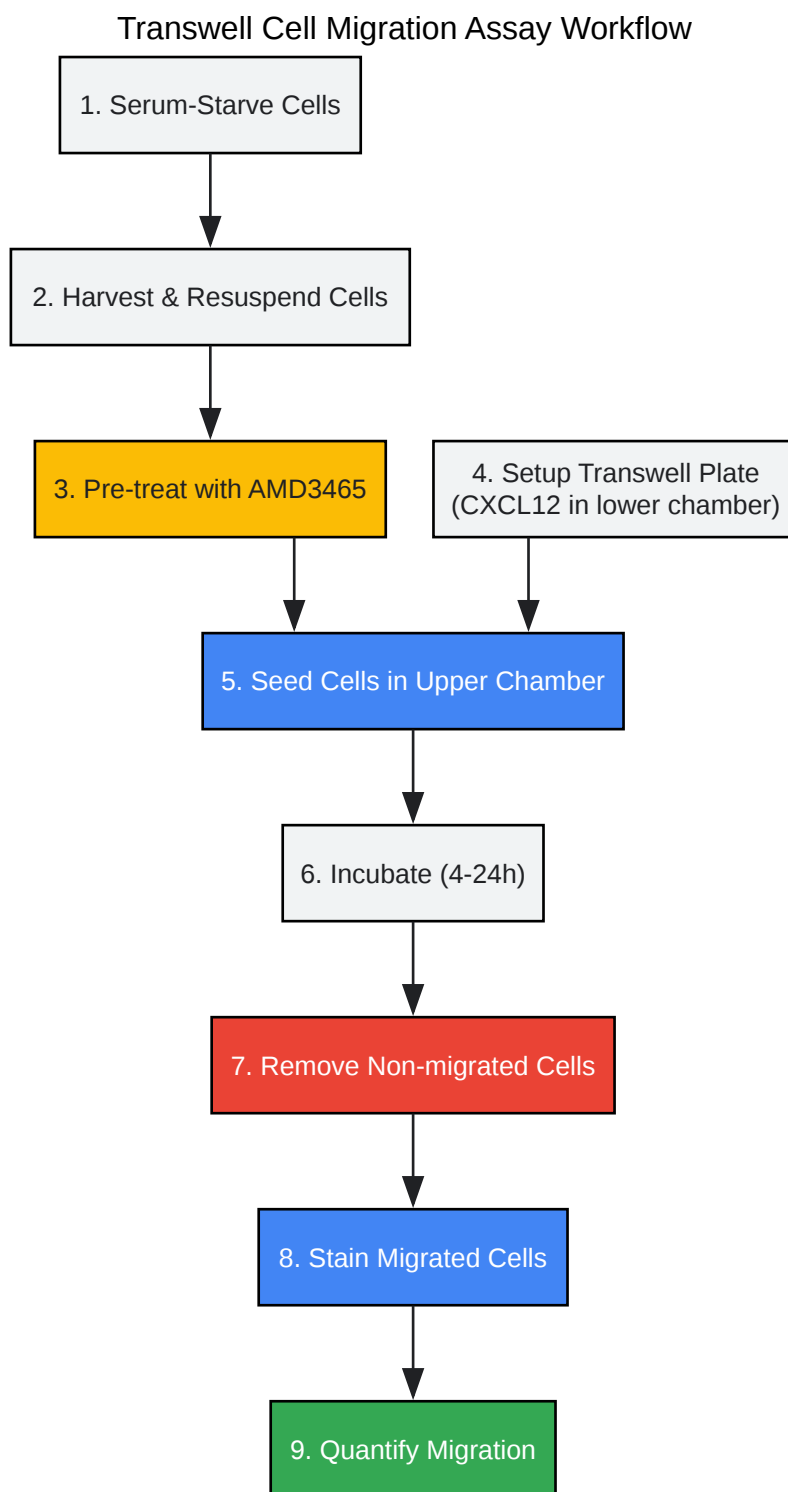 Transwell Cell Migration Assay Workflow
1. Serum-Starve Cells
2. Harvest & Resuspend Cells
3. Pre-treat with AMD3465
4. Setup Transwell Plate
(CXCL12 in lower chamber)
5. Seed Cells in Upper Chamber
6. Incubate (4-24h)
7. Remove Non-migrated Cells
8. Stain Migrated Cells
9. Quantify Migration